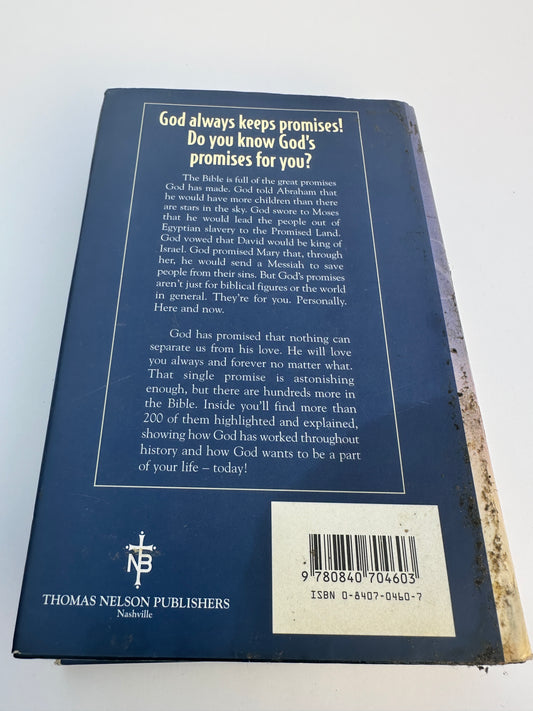 God always keeps promises!
Do you know God's
promises for you?
The Bible is full of the great promises
God has made. God told Abraham that
he would have more children than there
are stars in the sky. God swore to Moses
that he would lead the people out of
Egyptian slavery to the Promised Land.
God vowed that David would be king of
Israel. God promised Mary that, through
her, he would send a Messiah to save
people from their sins. But God's promises
aren't just for biblical figures or the world
in general. They're for you. Personally.
Here and now.
God has promised that nothing can
separate us from his love. He will love
you always and forever no matter what.
That single promise is astonishing
enough, but there are hundreds more in
the Bible. Inside you'll find more than
200 of them highlighted and explained,
showing how God has worked throughout
history and how God wants to be a part
of your life – today!
NB
THOMAS NELSON PUBLISHERS
Nashville
9 780840 704603
ISBN 0-8407-0460-7